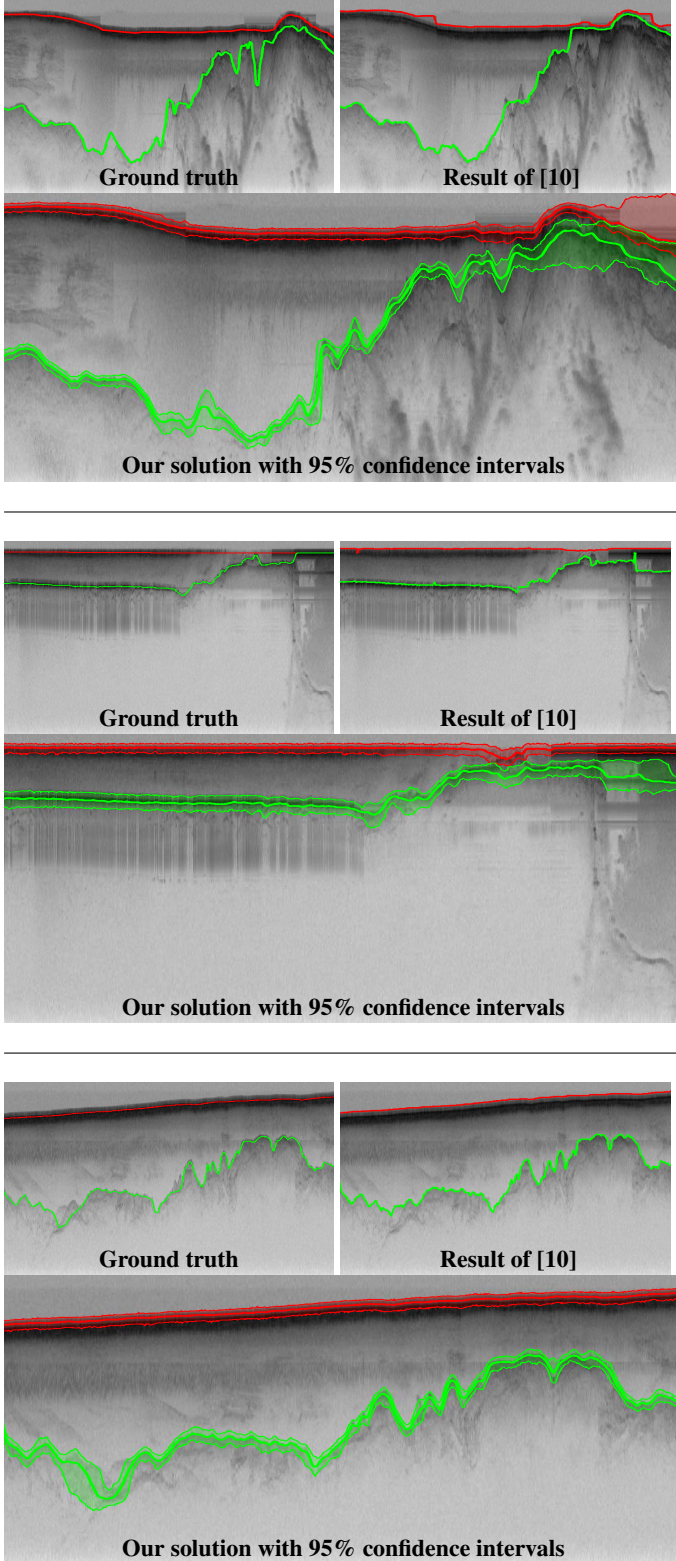 Ground truth
Result of [10]
Our solution with 95% confidence intervals
Ground truth
Result of [10]
Our solution with 95% confidence intervals
Ground truth
Result of [10]
Our solution with 95% confidence intervals